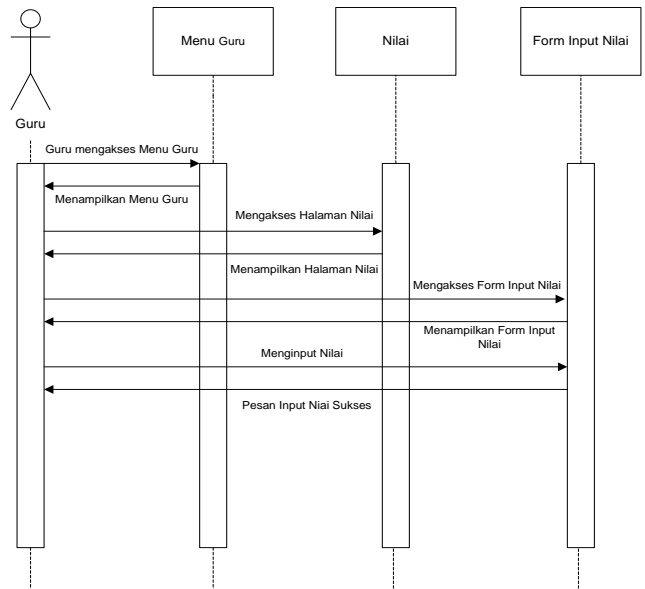 Menu Guru
Nilai
Form Input Nilai
Guru
Guru mengakses Menu Guru
Menampilkan Menu Guru
Mengakses Halaman Nilai
Menampilkan Halaman Nilai
Mengakses Form Input Nilai
Menampilkan Form Input
Nilai
Menginput Nilai
Pesan Input Niai Sukses